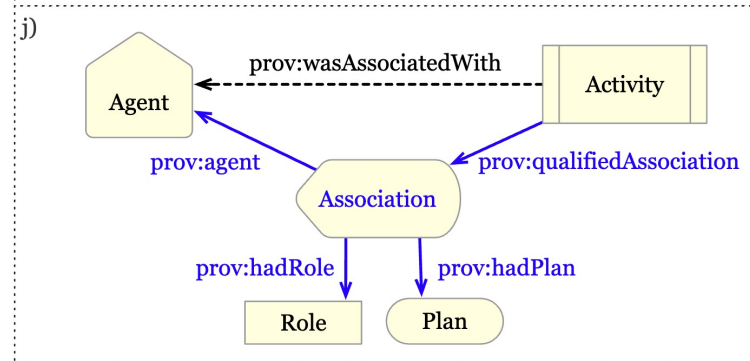 j)
prov:wasAssociatedWith
Agent
Activity
prov:agent
prov:qualifiedAssociation
Association
prov:hadRole
prov:hadPlan
Role
Plan